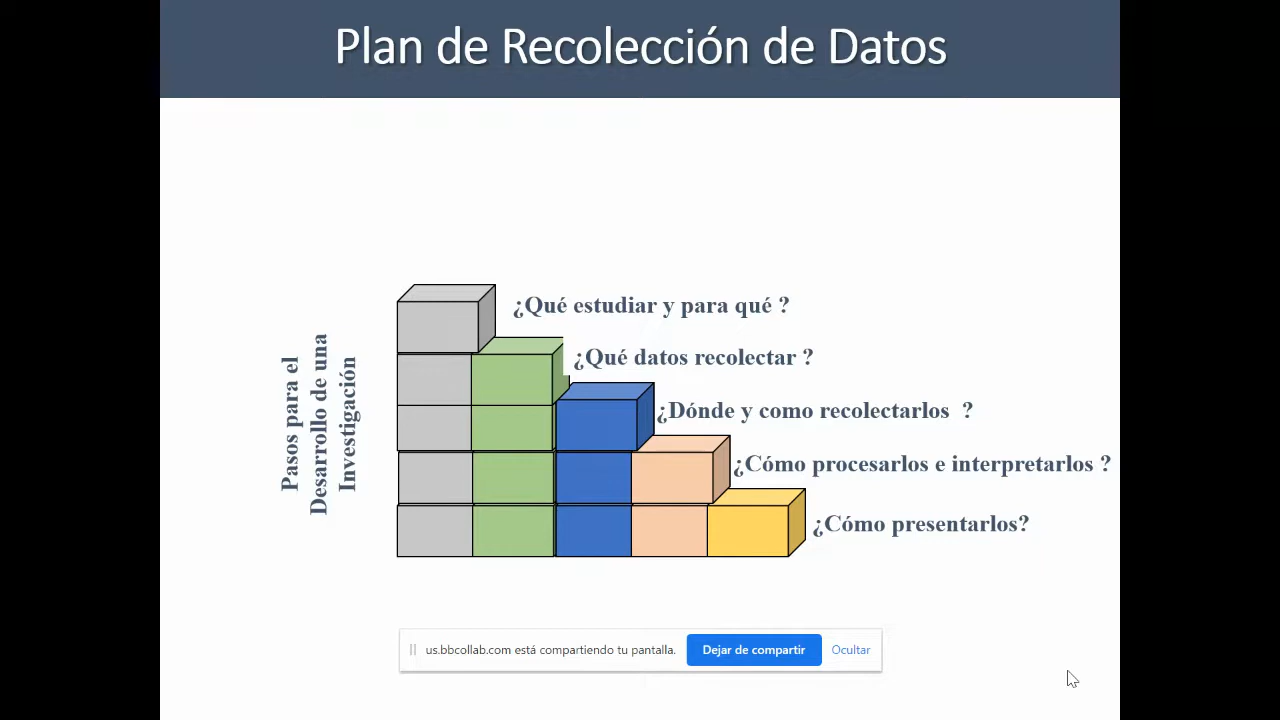 Plan de Recolección de Datos
Pasos para el
Desarrollo de una
Investigación
¿Qué estudiar y para qué ?
¿Qué datos recolectar ?
¿Dónde y como recolectarlos  ?
¿Cómo procesarlos e interpretarlos ?
¿Cómo presentarlos?
us.bbcollab.com está compartiendo tu pantalla. Dejar de compartir Ocultar